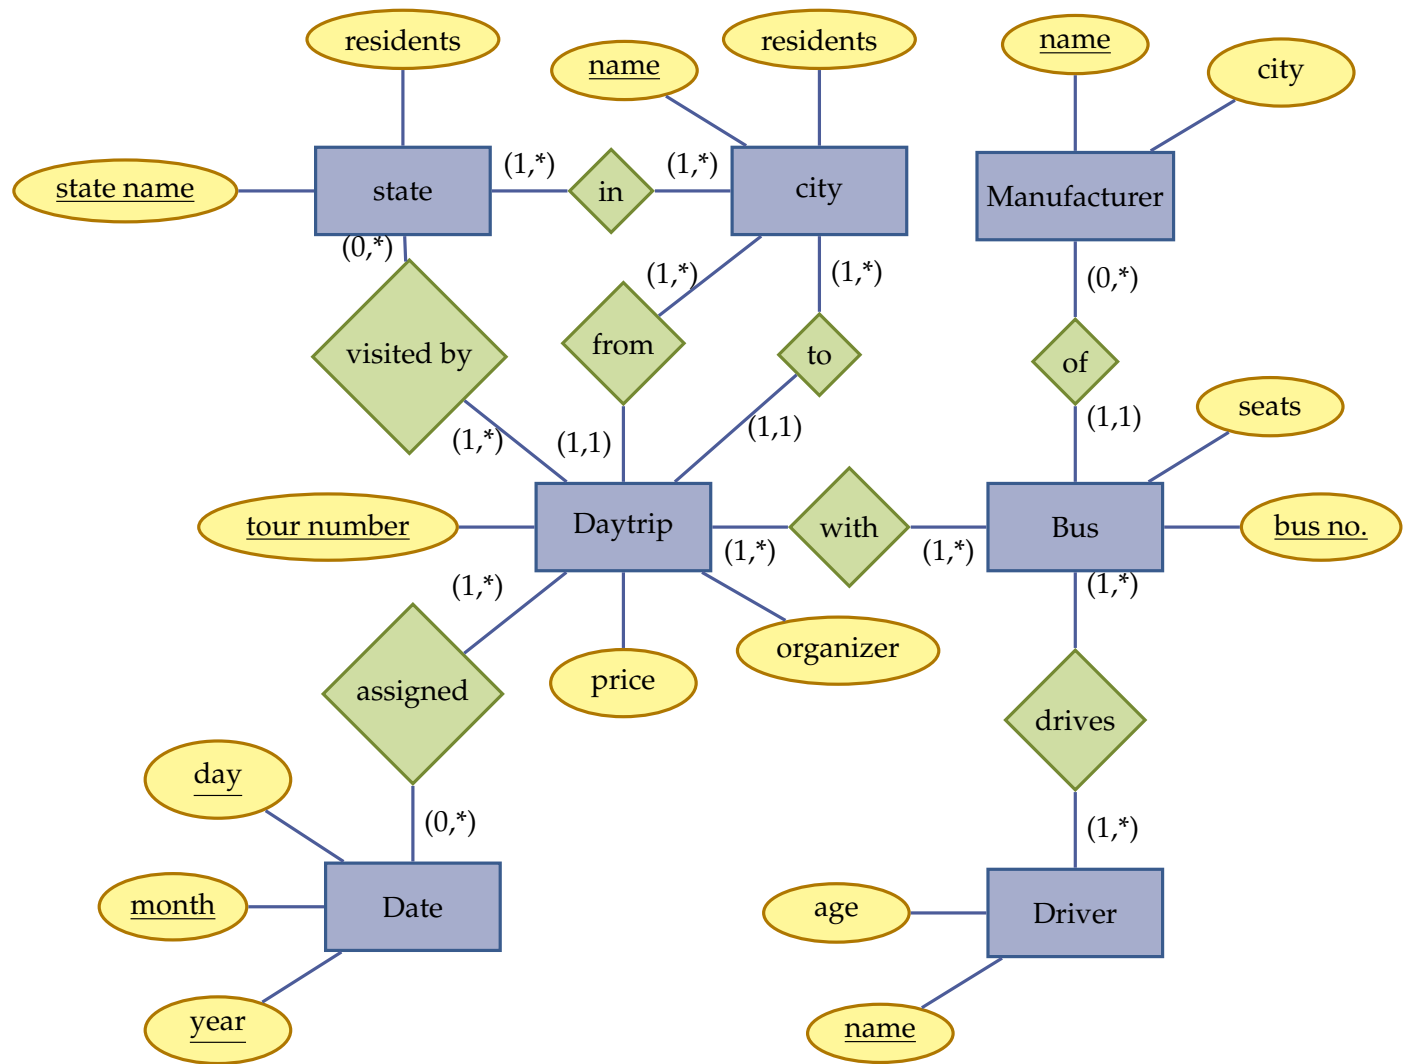 residents
residents
name
name
city
state name
state
(1,*)
in
(1,*)
city
Manufacturer
(0,*)
(1,*)
(1,*)
(0,*)
visited by
from
to
of
(1,*)
(1,1)
(1,1)
(1,1)
seats
tour number
Daytrip
(1,*)
with
(1,*)
Bus
bus no.
(1,*)
(1,*)
organizer
price
assigned
drives
day
(0,*)
(1,*)
month
Date
age
Driver
year
name